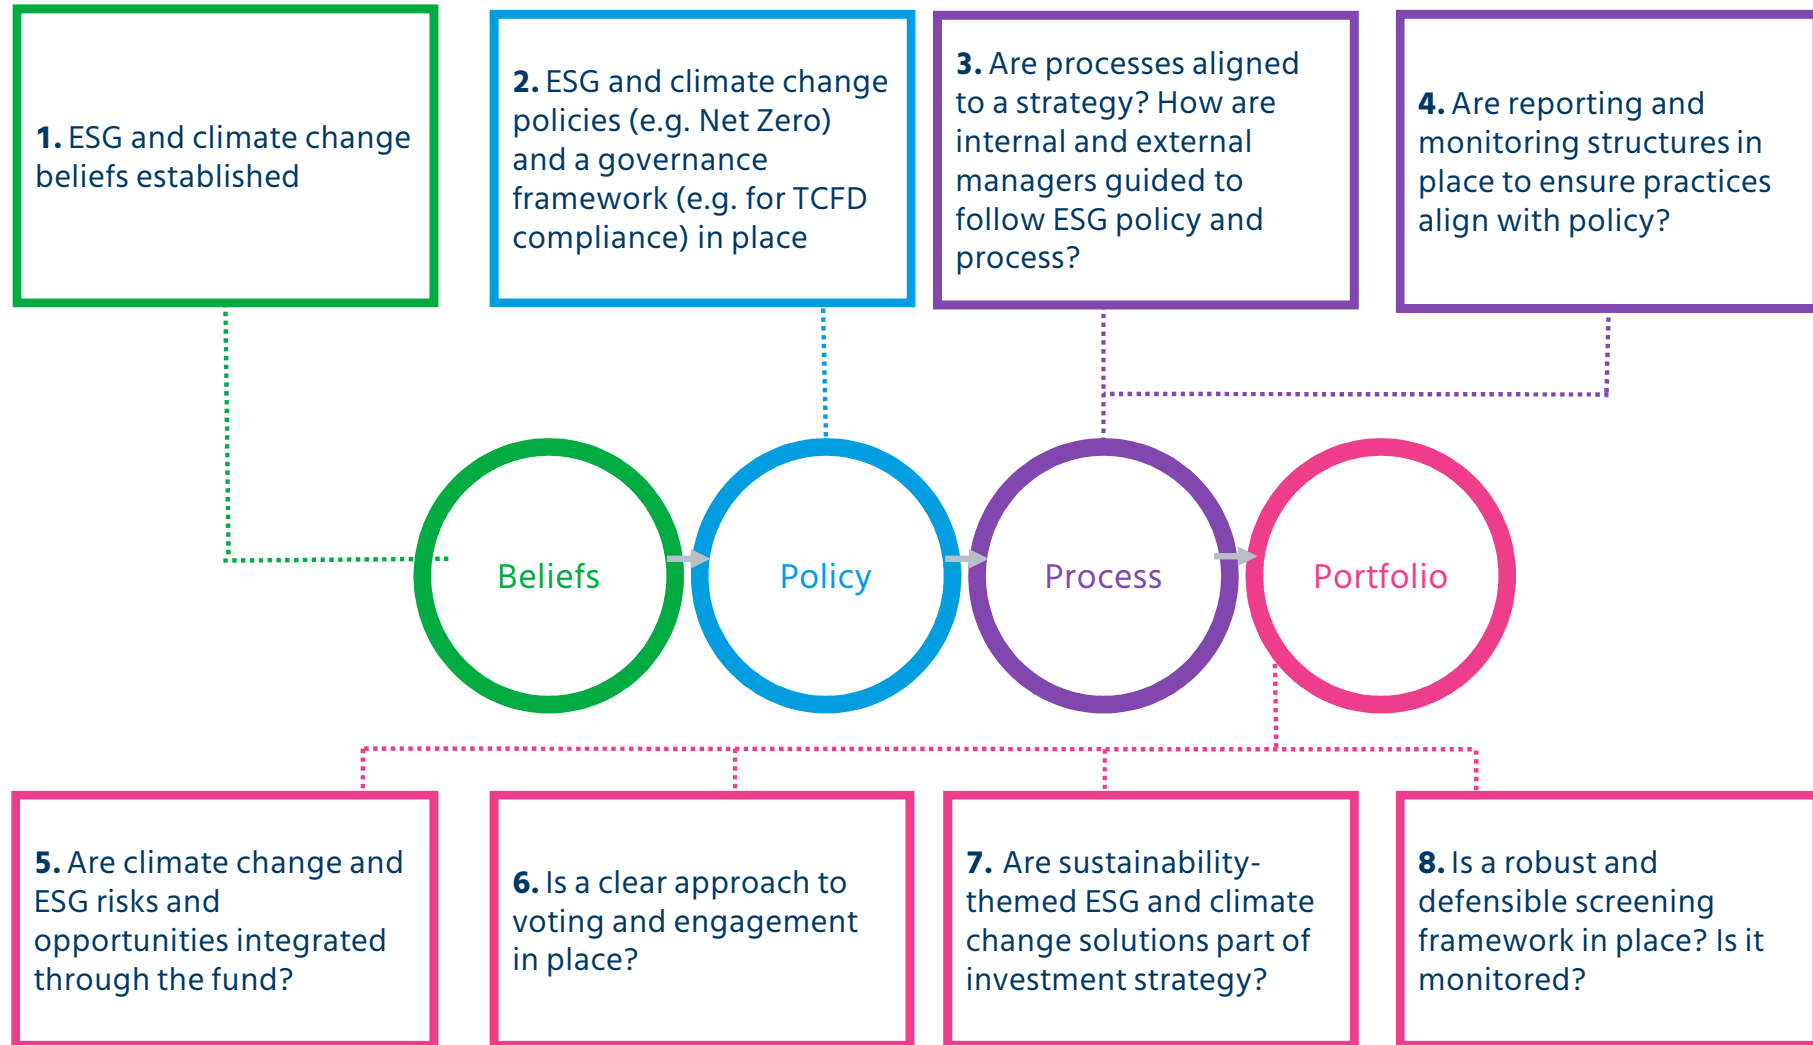 1. ESG and climate change
beliefs established
2. ESG and climate change
policies (e.g. Net Zero)
and a governance
framework (e.g. for TCFD
compliance) in place
3. Are processes aligned
to a strategy? How are
internal and external
managers guided to
follow ESG policy and
process?
4. Are reporting and
monitoring structures in
place to ensure practices
align with policy?
Beliefs
Policy
Process
Portfolio
5. Are climate change and
ESG risks and
opportunities integrated
through the fund?
6. Is a clear approach to
voting and engagement
in place?
7. Are sustainability-
themed ESG and climate
change solutions part of
investment strategy?
8. Is a robust and
defensible screening
framework in place? Is it
monitored?